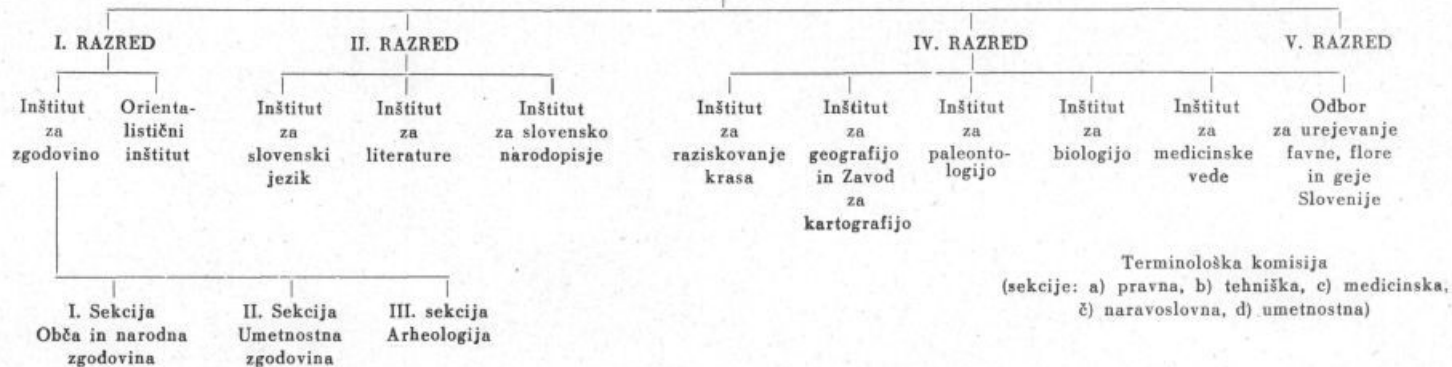 I. RAZRED
II. RAZRED
IV. RAZRED
V. RAZRED
Inštitut
za
zgodovino
Orienta-
listični
inštitut
Inštitut
za
slovenski
jezik
Inštitut
za
literature
Inštitut
za slovensko
narodopisje
Inštitut
za
raziskovanje
krasa
Inštitut
za
geografijo
in Zavod
za
kartografijo
Inštitut
za
paleonto-
logijo
Inštitut
za
biologijo
Inštitut
za
medicinske
vede
Odbor
za urejevanje
favne, flore
in geje
Slovenije
I. Sekcija
Obča in narodna
zgodovina
II. Sekcija
Umetnostna
zgodovina
III. sekcija
Arheologija
Terminološka komisija
(sekcije: a) pravna, b) tehniška, c) medicinska,
č) naravoslovna, d) umetnostna)